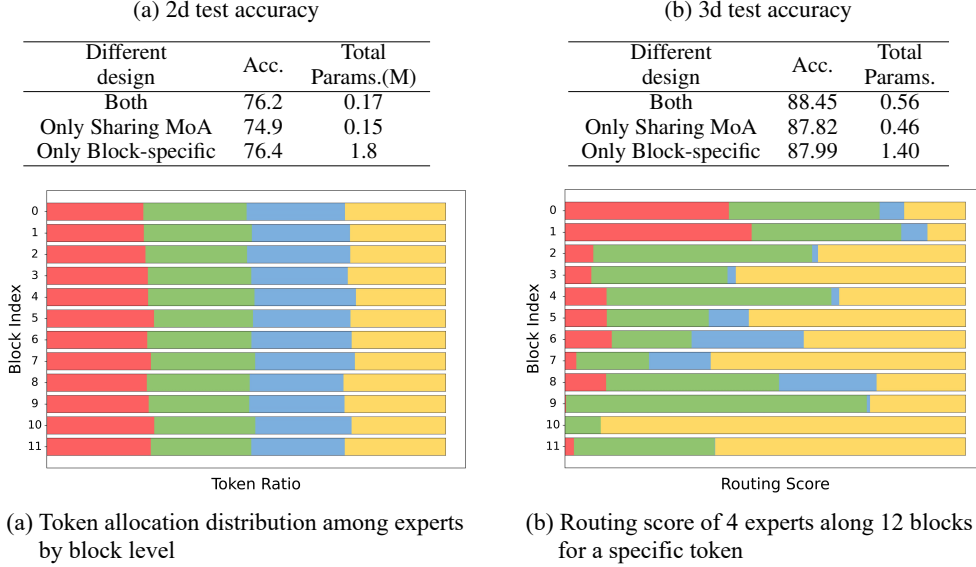 (a) 2d test accuracy
Different design Acc. Total Params.(M)
Both 76.2 0.17
Only Sharing MoA 74.9 0.15
Only Block-specific 76.4 1.8
(b) 3d test accuracy
Different design Acc. Total Params.
Both 88.45 0.56
Only Sharing MoA 87.82 0.46
Only Block-specific 87.99 1.40
Block Index
0
1
2
3
4
5
6
7
8
9
10
11
Token Ratio
(a) Token allocation distribution among experts
by block level
Block Index
0
1
2
3
4
5
6
7
8
9
10
11
Routing Score
(b) Routing score of 4 experts along 12 blocks
for a specific token